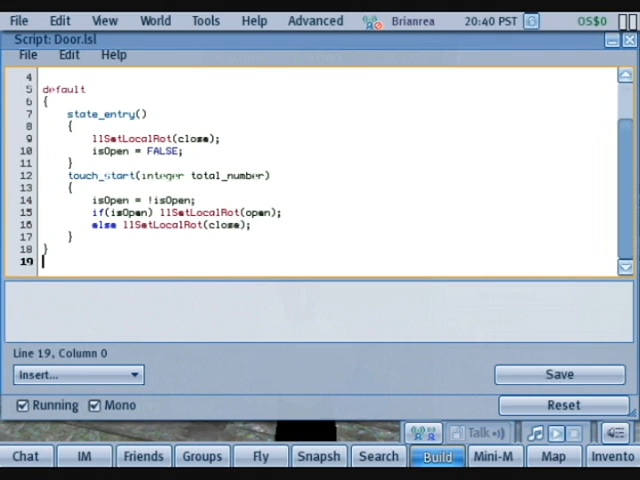 File Edit View World Tools Help Advanced Brianrea 20:40 PST OS$0
Script: Door.lsl
File Edit Help
4
5 default
6 {
7 state_entry()
8 {
9 llSetLocalRot(close);
10 isOpen = FALSE;
11 }
12 touch_start(integer total_number)
13 {
14 isOpen = !isOpen;
15 if(isOpen) llSetLocalRot(open);
16 else llSetLocalRot(close);
17 }
18 }
19
Line 19, Column 0
Insert...
Save
Running Mono
Reset
Talk
Chat IM Friends Groups Fly Snapsh Search Build Mini-M Map Invento